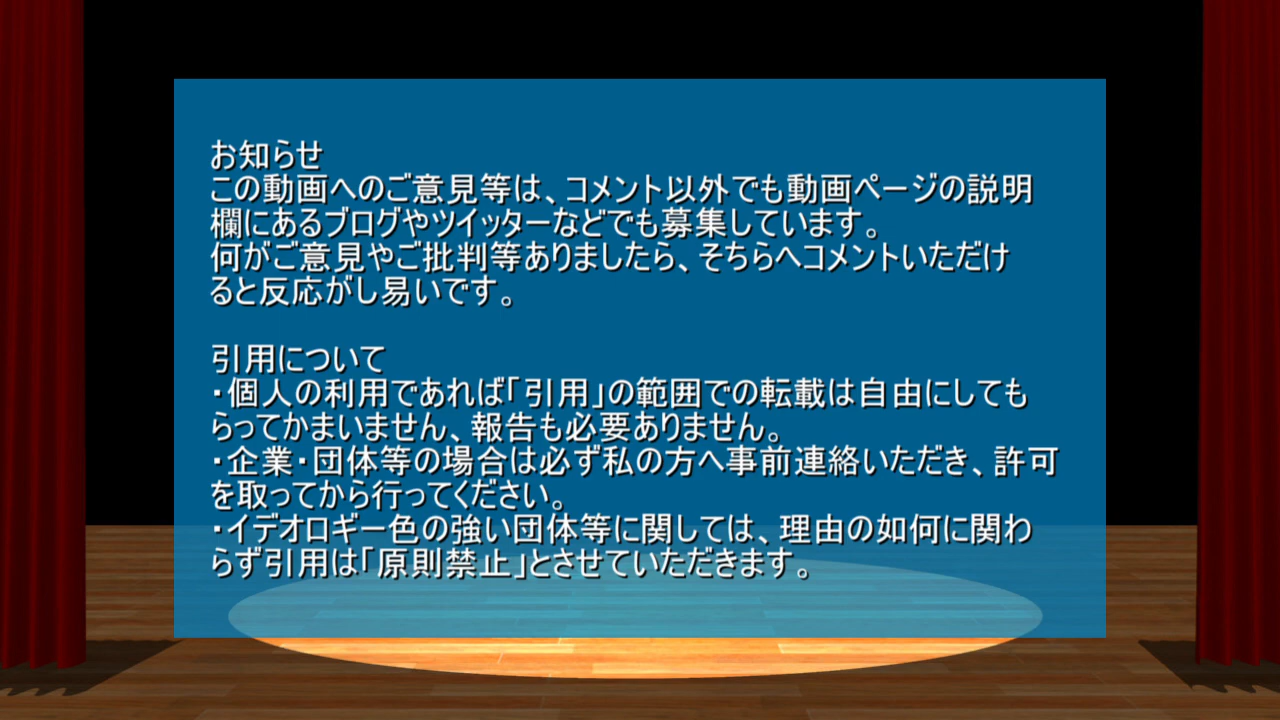 お知らせ
この動画へのご意見等は、コメント以外でも動画ページの説明
欄にあるブログやツイッターなどでも募集しています。
何がご意見やご批判等ありましたら、そちらへコメントいただけ
ると反応がし易いです。
引用について
・個人の利用であれば「引用」の範囲での転載は自由にしても
らってかまいません、報告も必要ありません。
・企業・団体等の場合は必ず私の方へ事前連絡いただき、許可
を取ってから行ってください。
・イデオロギー色の強い団体等に関しては、理由の如何に関わ
らず引用は「原則禁止」とさせていただきます。